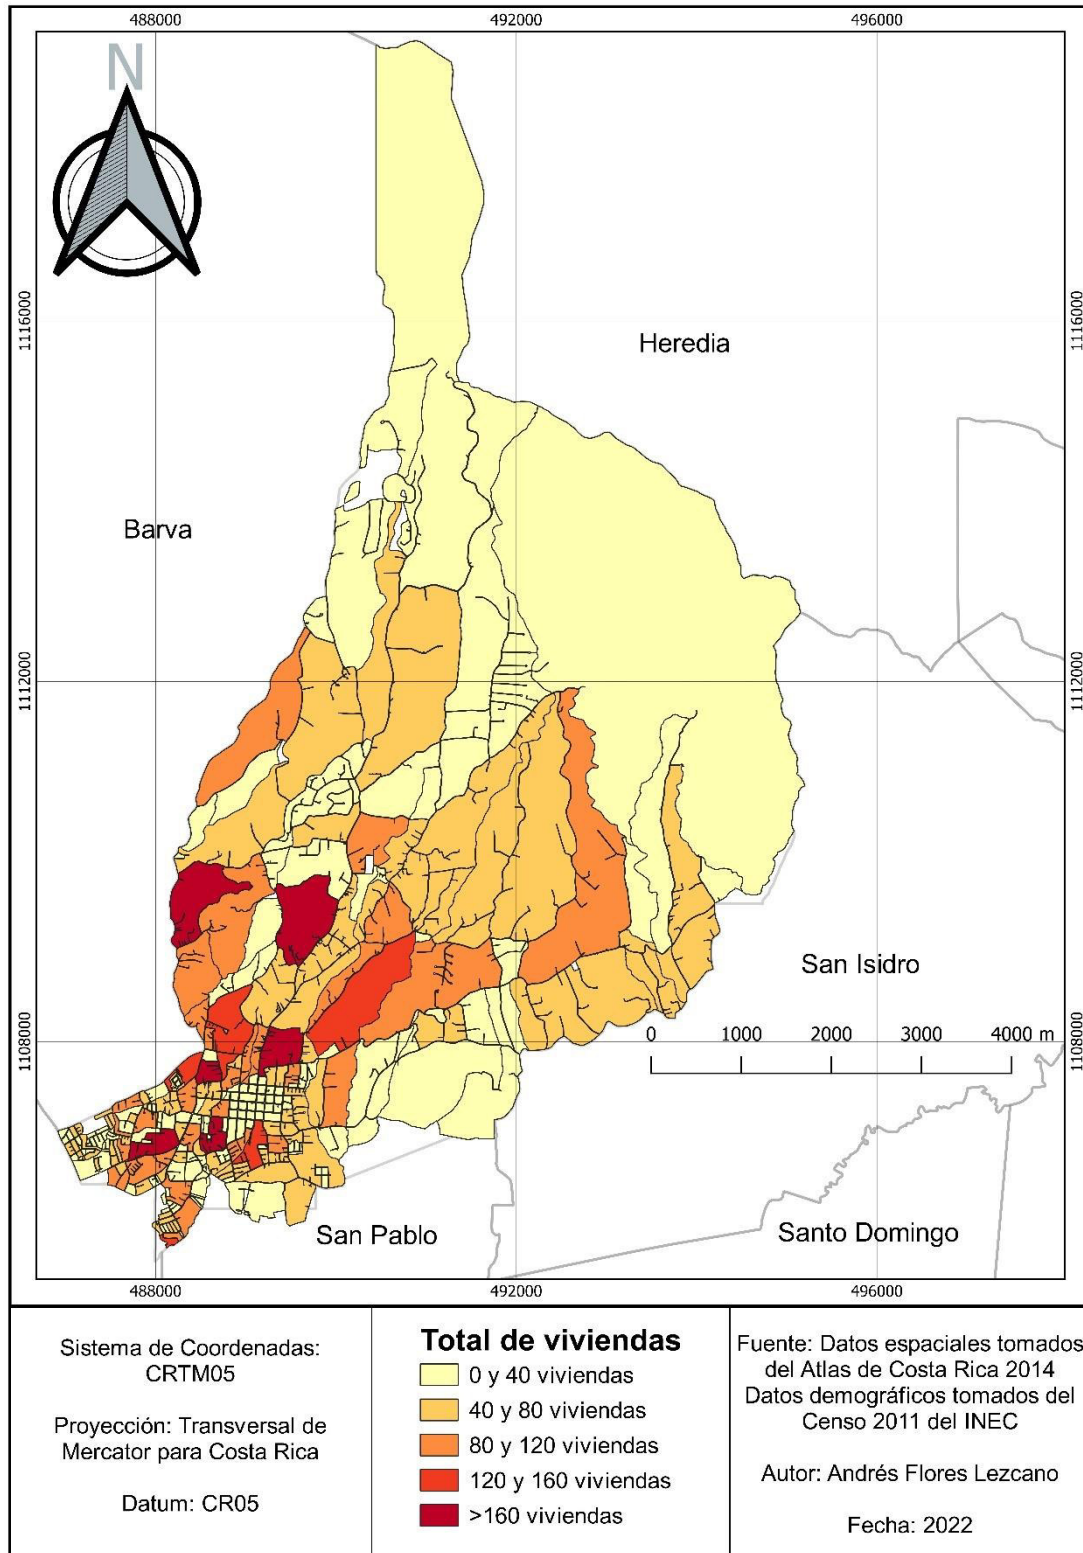 488000
492000
496000
N
1116000
1116000
Heredia
Barva
1112000
1112000
San Isidro
0 1000 2000 3000 4000 m
1108000
1108000
San Pablo
Santo Domingo
488000
492000
496000
Sistema de Coordenadas:
CRTM05
Proyección: Transversal de
Mercator para Costa Rica
Datum: CR05
Total de viviendas
0 y 40 viviendas
40 y 80 viviendas
80 y 120 viviendas
120 y 160 viviendas
>160 viviendas
Fuente: Datos espaciales tomados
del Atlas de Costa Rica 2014
Datos demográficos tomados del
Censo 2011 del INEC
Autor: Andrés Flores Lezcano
Fecha: 2022